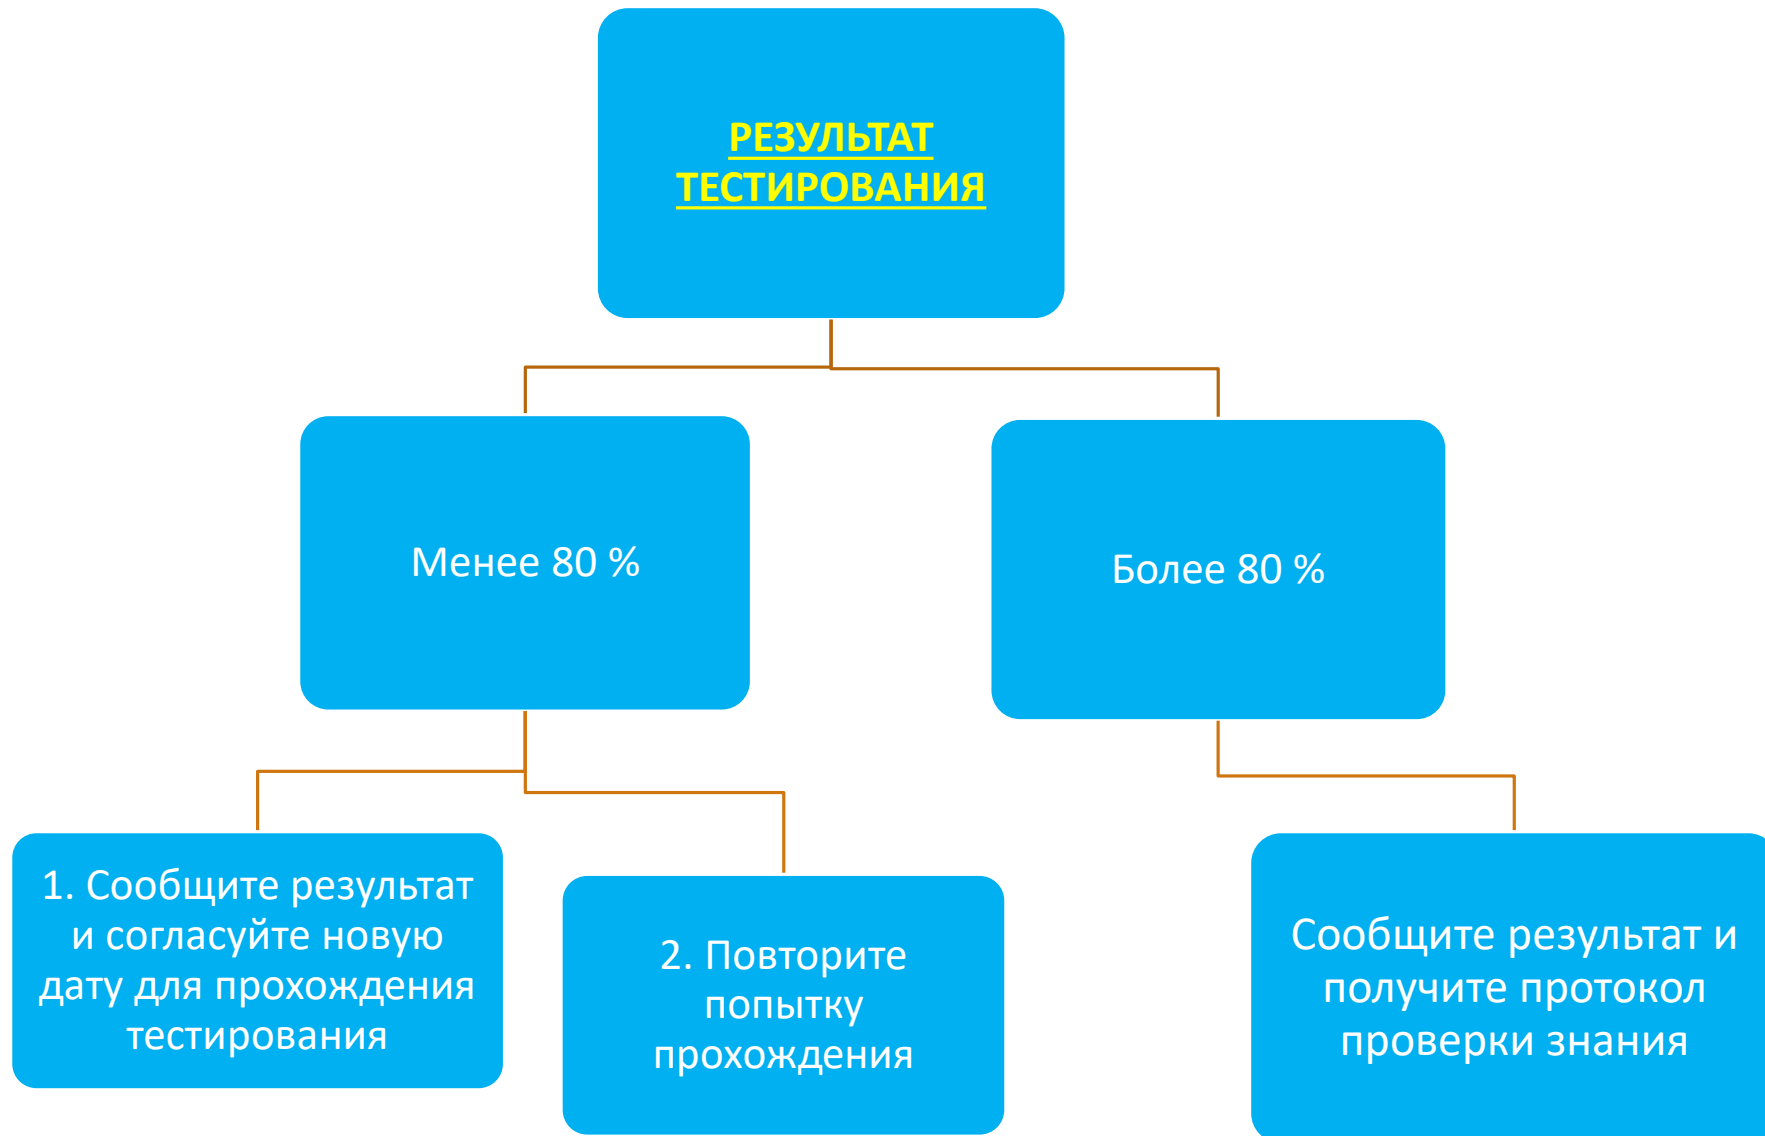 РЕЗУЛЬТАТ
ТЕСТИРОВАНИЯ
Менее 80 %
Более 80 %
1. Сообщите результат
и согласуйте новую
дату для прохождения
тестирования
2. Повторите
попытку
прохождения
Сообщите результат и
получите протокол
проверки знания